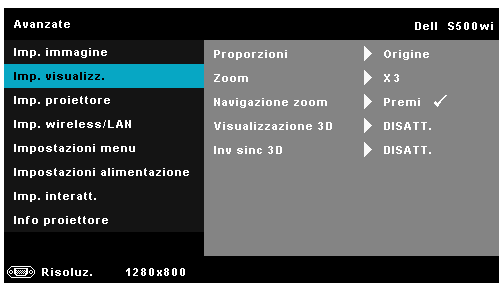 Avanzate Dell S500wi
Imp. immagine
Imp. visualizz.
Imp. proiettore
Imp. wireless/LAN
Impostazioni menu
Impostazioni alimentazione
Imp. interatt.
Info proiettore
Proporzioni Origine
Zoom X3
Navigazione zoom Premi ✓
Visualizzazione 3D DISATT.
Inv sinc 3D DISATT.
Risoluz. 1280x800